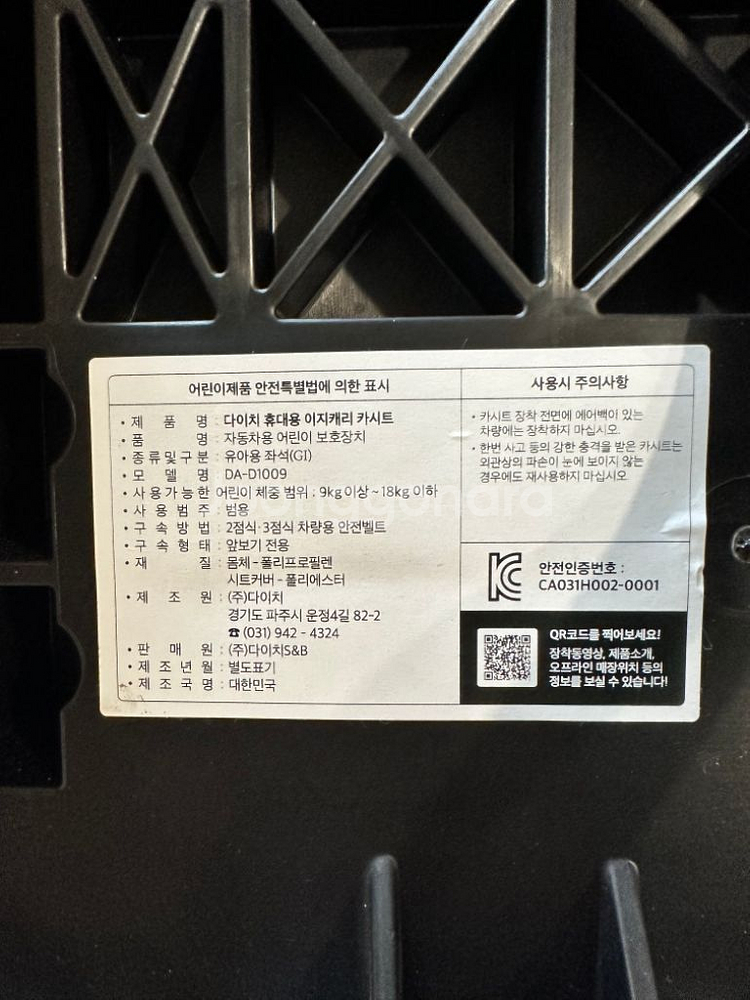 어린이제품 안전특별법에 의한 표시
• 제 품 명 : 다이치 휴대용 이지캐리 카시트
• 품 명 : 자동차용 어린이 보호장치
• 종류및구분 : 유아용 좌석(GI)
• 모 델 명 : DA-D1009
• 사용가능한 어린이 체중 범위 : 9kg 이상 ~ 18kg 이하
• 사 용 범 주 : 범용
• 구 속 방 법 : 2점식·3점식 차량용 안전벨트
• 구 속 형 태 : 앞보기 전용
• 재 질 : 몸체 - 폴리프로필렌
시트커버 - 폴리에스터
• 제 조 원 : (주)다이치
경기도 파주시 운정4길 82-2
☎ (031) 942 - 4324
• 판 매 원 : (주)다이치S&B
• 제 조 년 월 : 별도표기
• 제 조 국 명 : 대한민국
사용시 주의사항
• 카시트 장착 전면에 에어백이 있는
차량에는 장착하지 마십시오.
• 한번 사고 등의 강한 충격을 받은 카시트는
외관상의 파손이 눈에 보이지 않는
경우에도 재사용하지 마십시오.
KC
안전인증번호 :
CA031H002-0001
QR코드를 찍어보세요!
장착동영상, 제품소개,
오프라인 매장위치 등의
정보를 보실 수 있습니다!